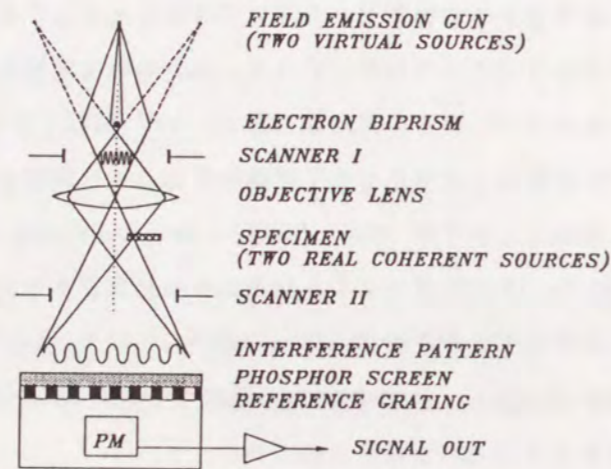 FIELD EMISSION GUN
(TWO VIRTUAL SOURCES)
ELECTRON BIPRISM
SCANNER I
OBJECTIVE LENS
SPECIMEN
(TWO REAL COHERENT SOURCES)
SCANNER II
INTERFERENCE PATTERN
PHOSPHOR SCREEN
REFERENCE GRATING
PM
SIGNAL OUT